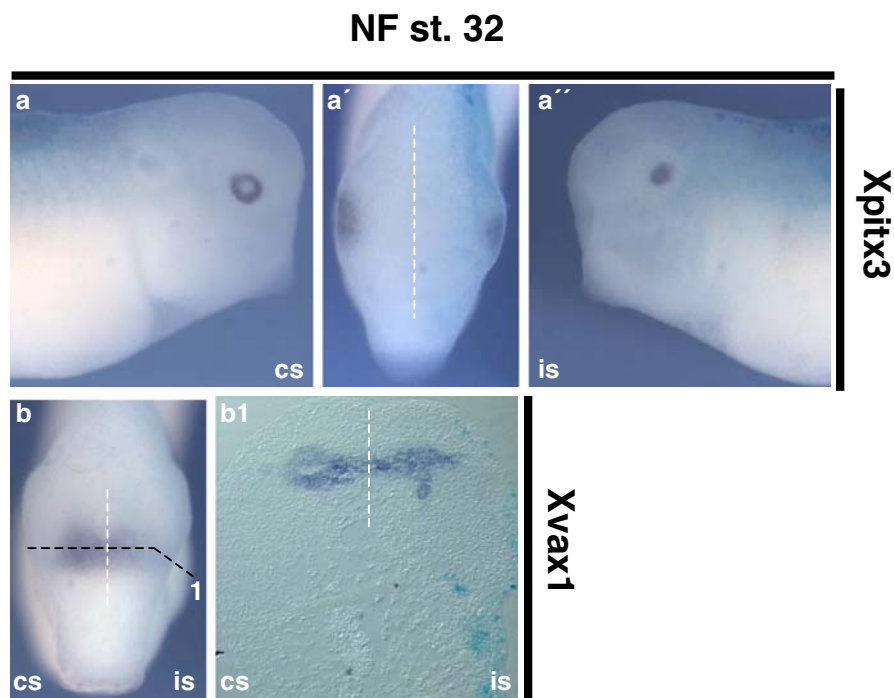 NF st. 32
a
a´
a´´
cs
is
Xpitx3
b
b1
1
cs
is
cs
is
Xvax1